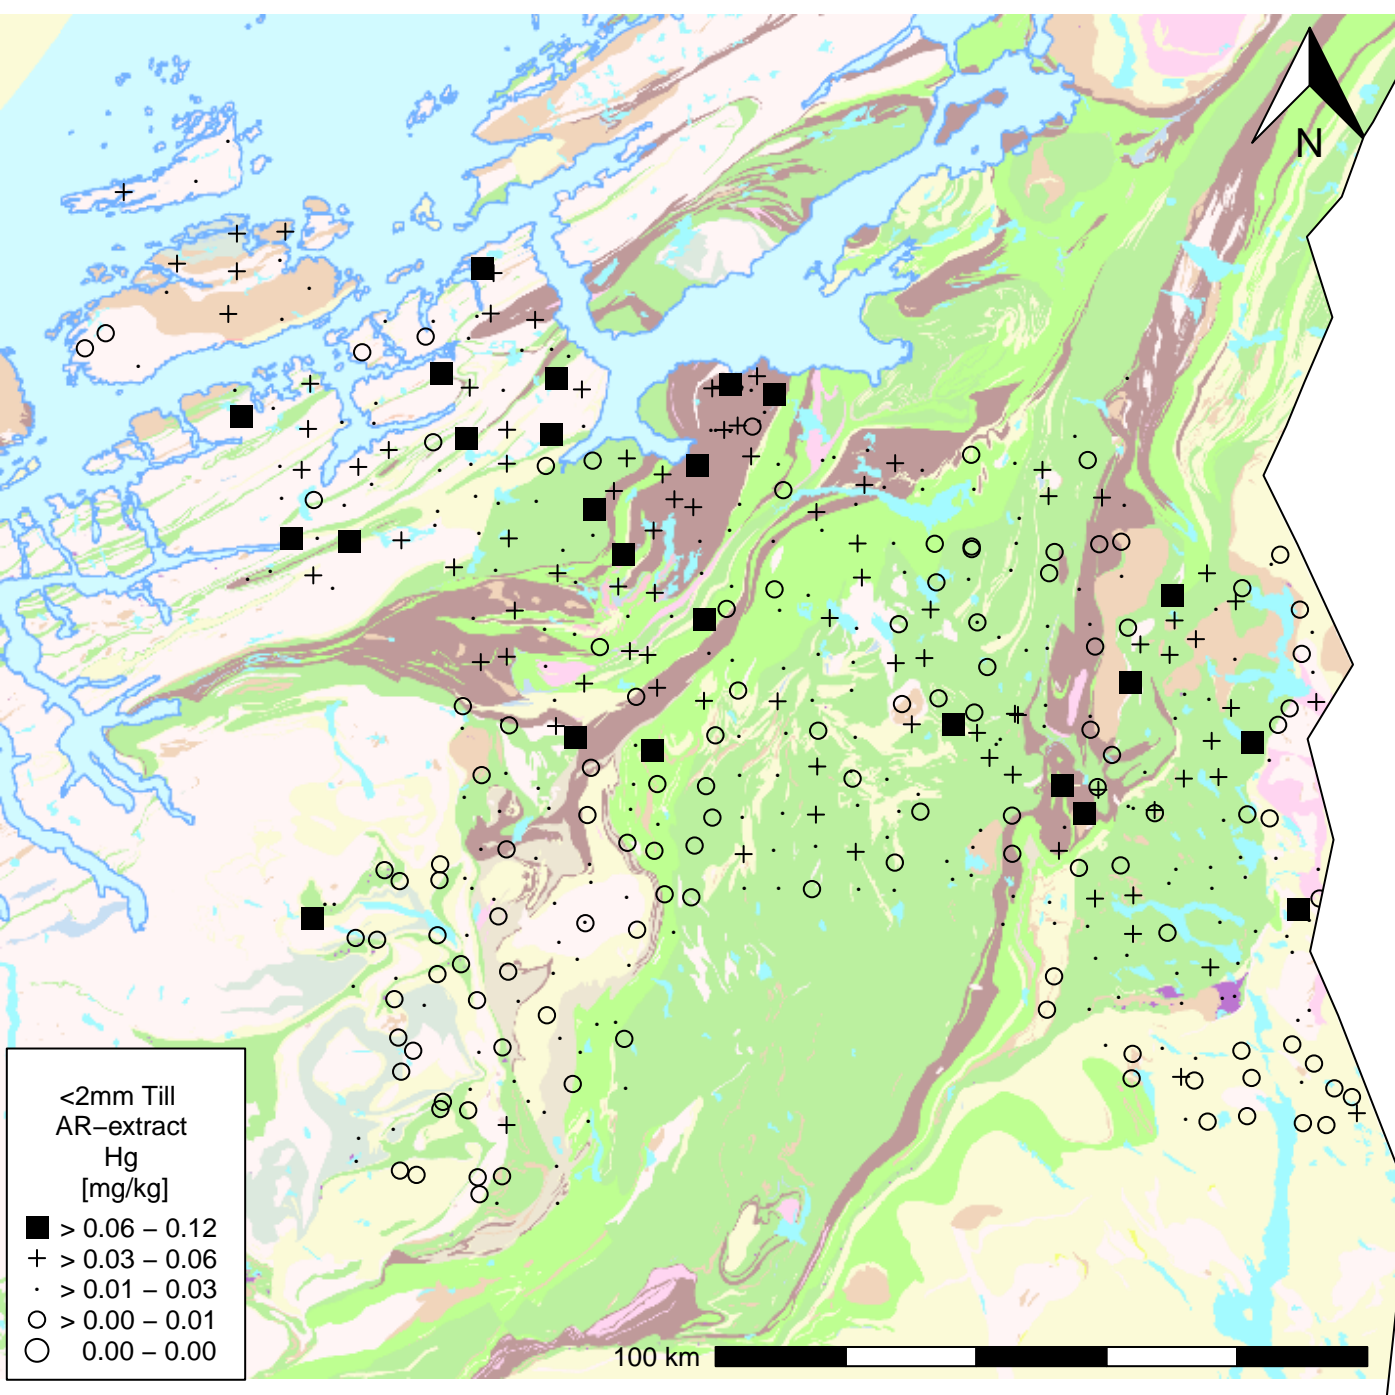 N
<2mm Till
AR−extract
Hg
[mg/kg]
> 0.06 − 0.12
> 0.03 − 0.06
> 0.01 − 0.03
> 0.00 − 0.01
0.00 − 0.00
100 km